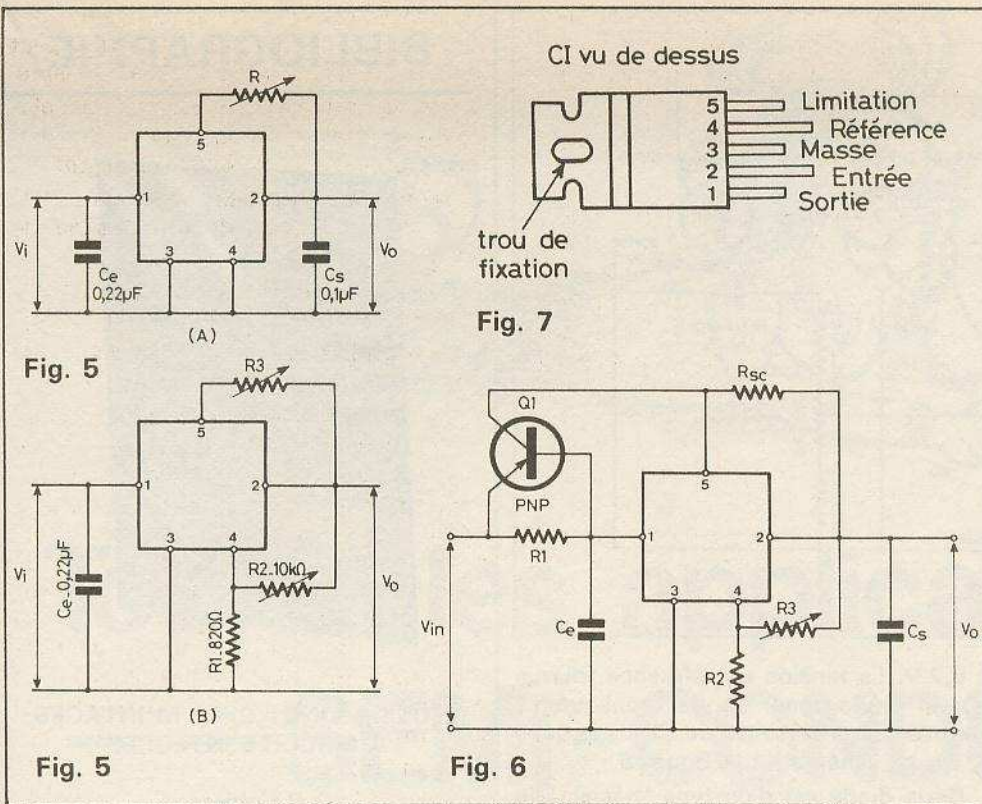 R
5
1
2
3
4
Vi
Ce
0,22µF
Cs
0,1µF
Vo
(A)
Fig. 5
CI vu de dessus
5 Limitation
4 Référence
3 Masse
2 Entrée
1 Sortie
trou de
fixation
Fig. 7
R3
5
1
2
3
4
Vi
Ce-0,22µF
R2-10kΩ
R1-820Ω
Vo
(B)
Fig. 5
Rsc
Q1
PNP
R1
5
1
2
3
4
Vin
Ce
R3
R2
Cs
Vo
Fig. 6